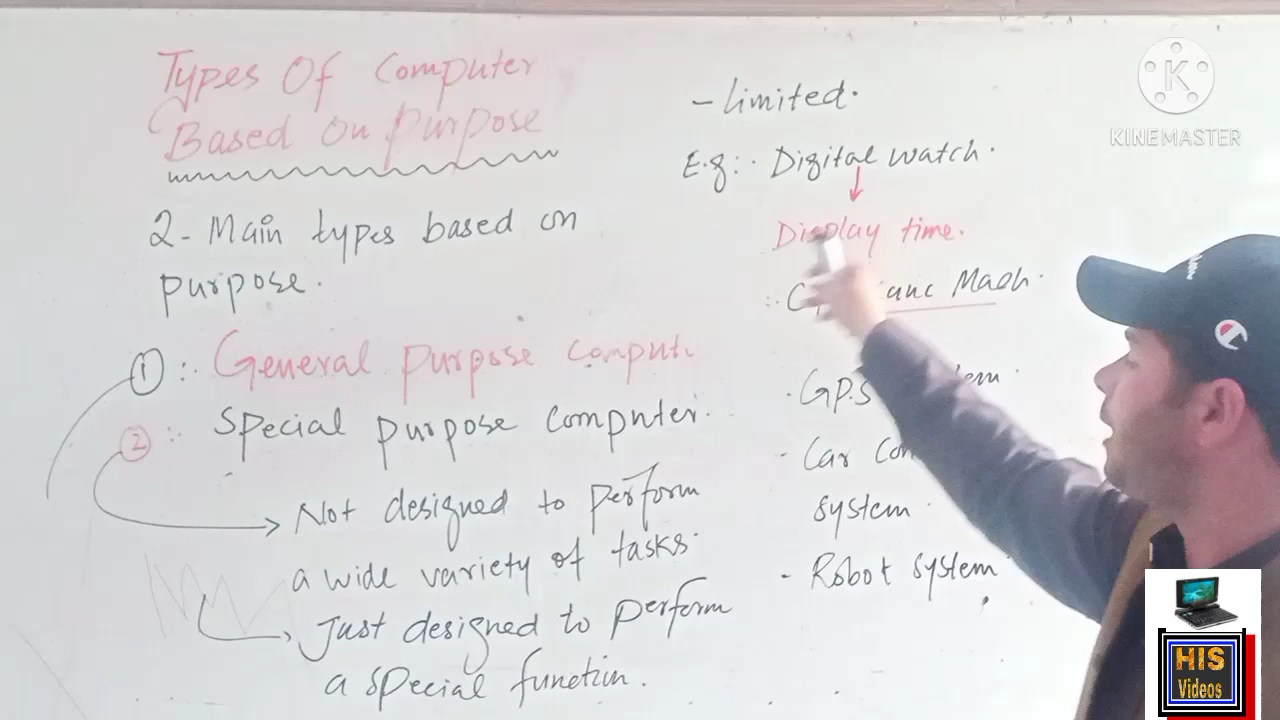 Types Of Computer
Based On Purpose
2- Main types based on
purpose.
1 :. General purpose comput.
2 :: Special purpose computer.
Not designed to perform
a wide variety of tasks.
Just designed to perform
a special function.
- limited.
E.g:. Digital watch.
Display time.
Mach.
. GPS
. Car Con
system.
- Robot system
KINEMASTER
HIS
Videos